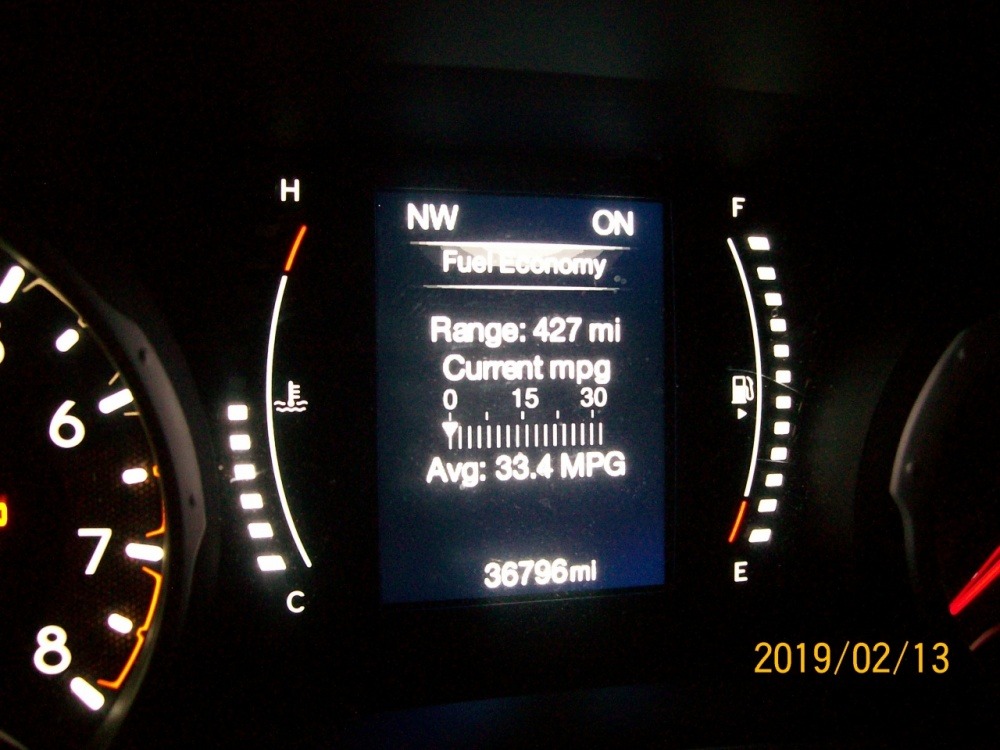 H
NW ON
F
Fuel Economy
Range: 427 mi
Current mpg
0 15 30
Avg: 33.4 MPG
36796mi
C
E
6
7
8
2019/02/13